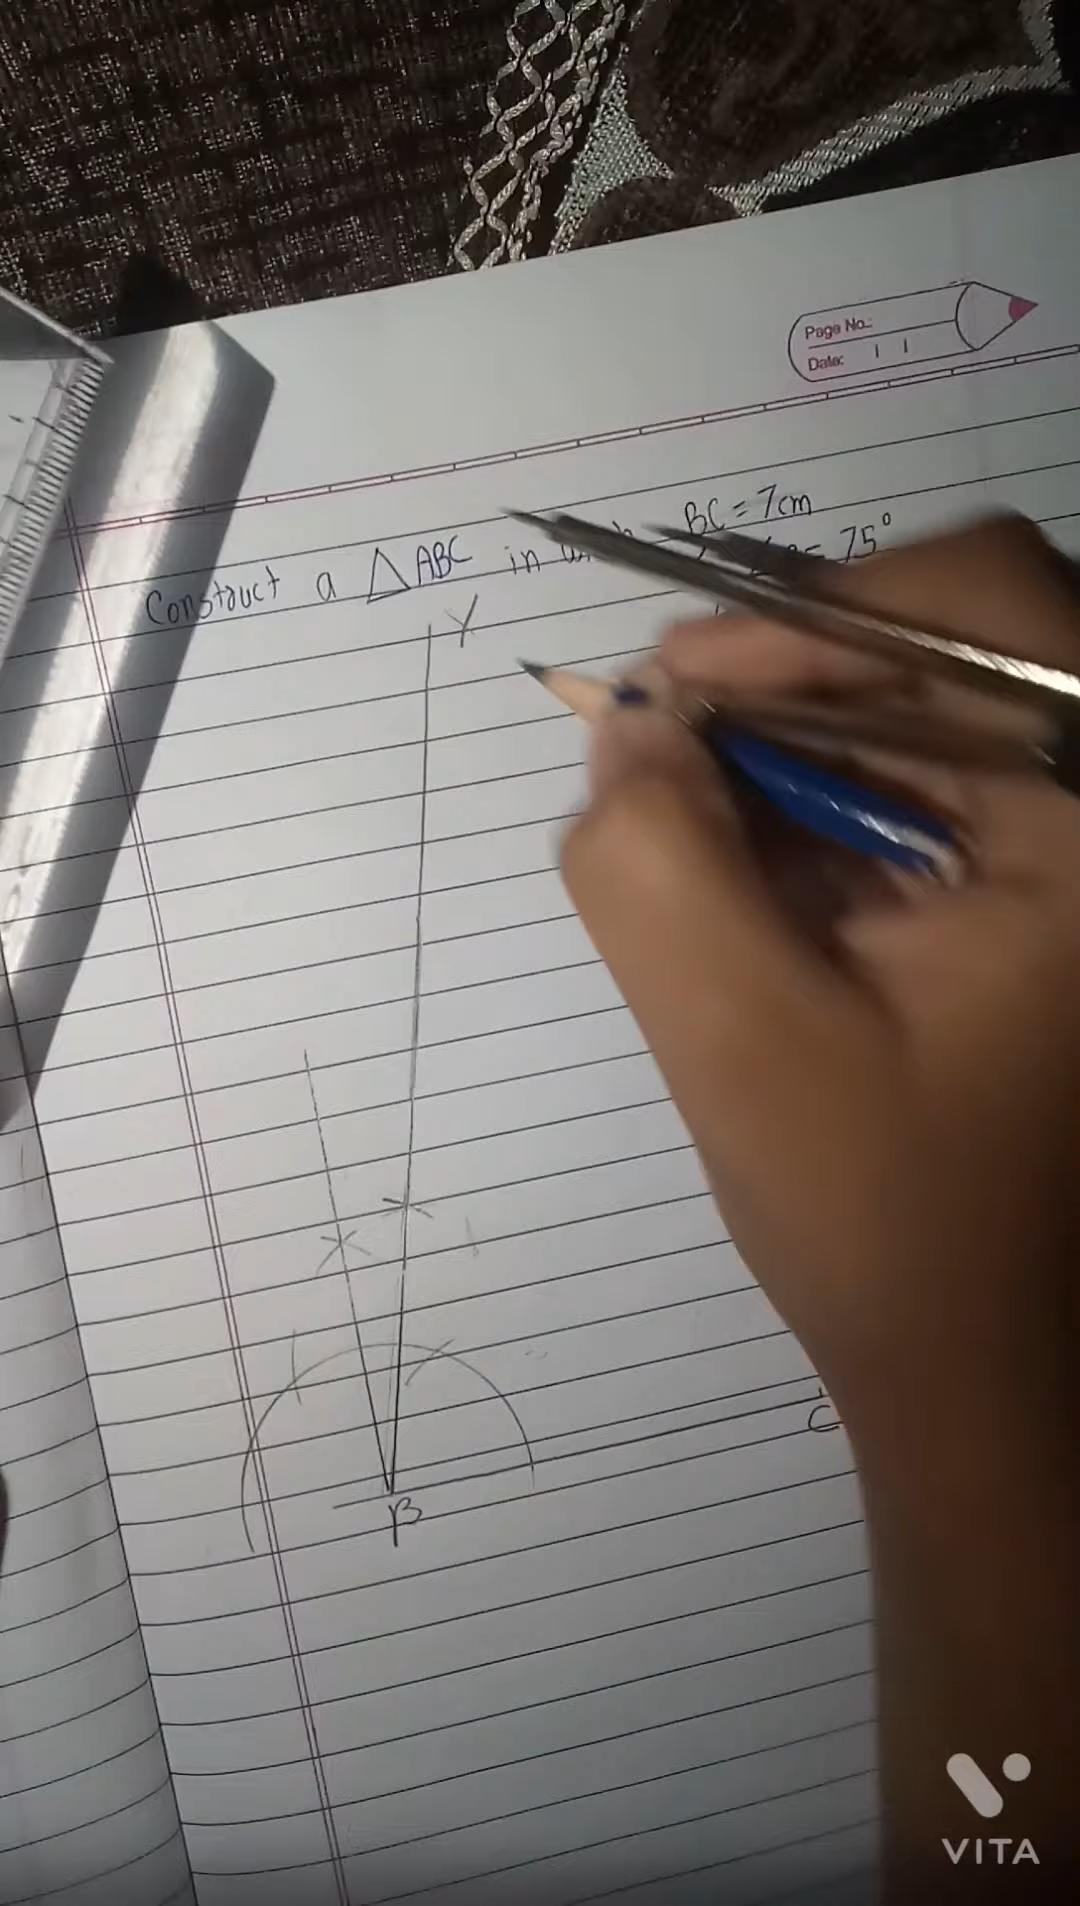 Page No.:
Date:
Construct a △ABC in BC = 7cm
= 75°
Y
C
B
VITA